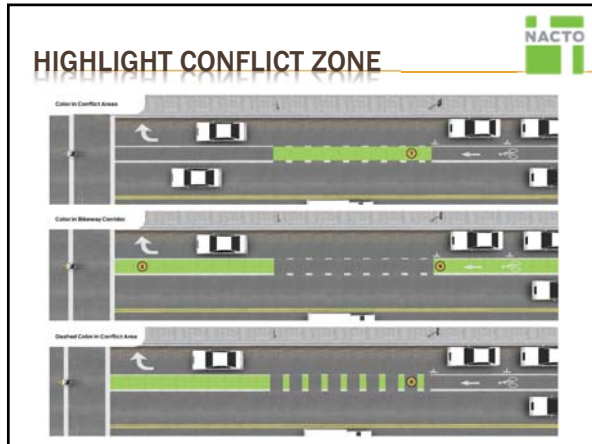 NACTO
HIGHLIGHT CONFLICT ZONE
Color in Conflict Areas
Color in Bikeway Corridor
Dashed Color in Conflict Area